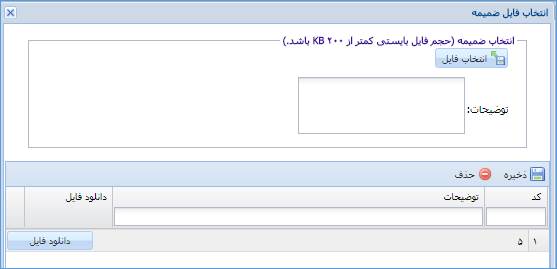 انتخاب فایل ضمیمه
انتخاب ضمیمه (حجم فایل بایستی کمتر از ۲۰۰ KB باشد.)
انتخاب فایل
توضیحات:
ذخیره حذف
کد توضیحات دانلود فایل
۱ ۵ دانلود فایل